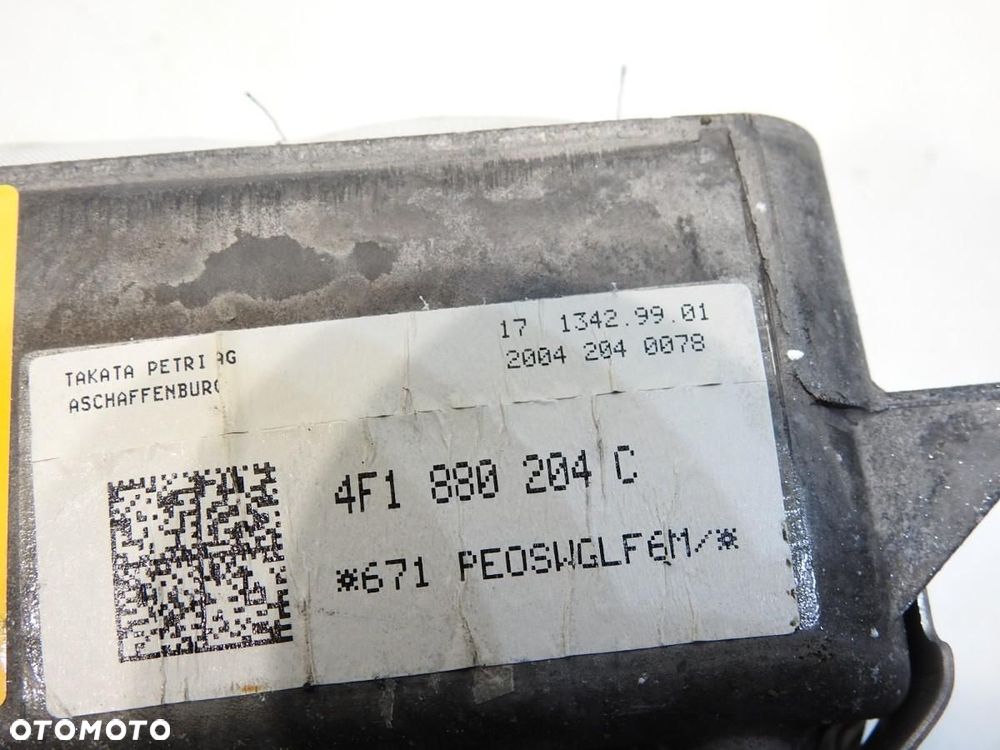 TAKATA PETRI AG
ASCHAFFENBURG
17 1342.99.01
2004 204 0078
4F1 880 204 C
*671 PEOSWGLF6M/*
OTOMOTO